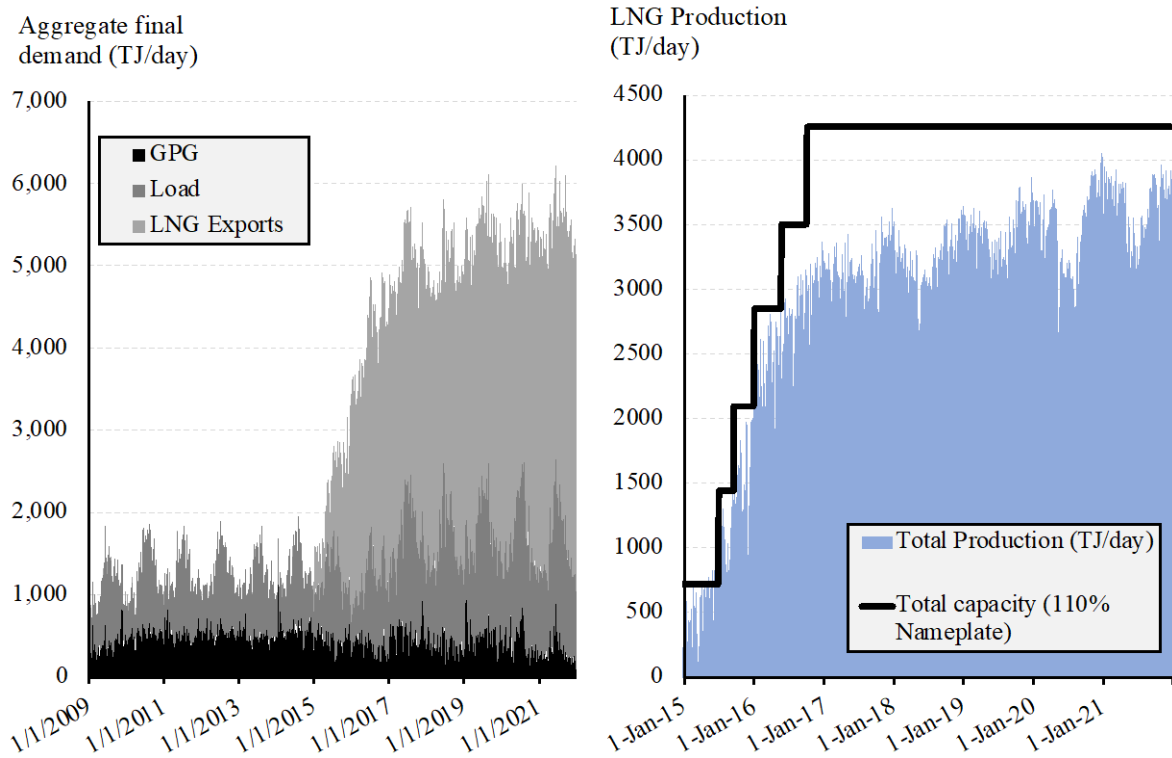 Aggregate final
demand (TJ/day)
7,000
6,000
5,000
4,000
3,000
2,000
1,000
0
GPG
Load
LNG Exports
1/1/2009
1/1/2011
1/1/2013
1/1/2015
1/1/2017
1/1/2019
1/1/2021
LNG Production
(TJ/day)
4500
4000
3500
3000
2500
2000
1500
1000
500
0
Total Production (TJ/day)
Total capacity (110%
Nameplate)
1-Jan-15
1-Jan-16
1-Jan-17
1-Jan-18
1-Jan-19
1-Jan-20
1-Jan-21